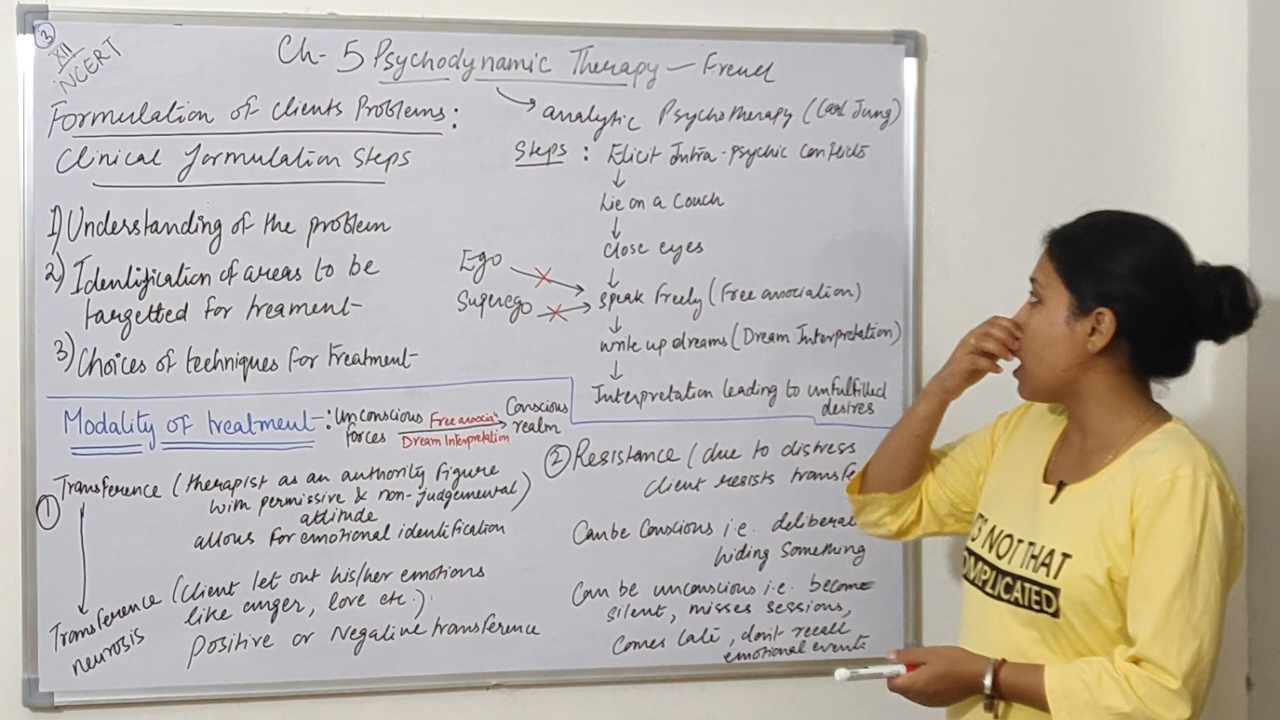 3
XII
NCERT
Ch-5 Psychodynamic Therapy — Freud
Formulation of clients Problems:
Clinical formulation Steps
1) Understanding of the problem
2) Identification of areas to be
targetted for treament
3) Choices of techniques for treatment
analytic Psychotherapy (Carl Jung)
Steps : Elicit Intra-psychic conflicts
↓
Lie on a Couch
↓
Close eyes
↓
Ego
Superego
Speak freely (Free association)
↓
Write up dreams (Dream Interpretation)
↓
Interpretation leading to unfulfilled
desires
Modality of treatment :
Unconscious
forces
Free associan
Dream Interpretation
Conscious
realm
① Transference (therapist as an authority figure
with permissive & non-judgemental)
attitude
allows for emotional identification
Transference
neurosis
(Client let out his/her emotions
like anger, love etc.)
Positive or Negative transference
② Resistance (due to distress
client resists transfe
Can be Conscious i.e. deliberal
hiding something
Can be unconscious i.e. become
silent, misses sessions,
Comes late, don't recall
emotional events
IT'S NOT THAT
COMPLICATED